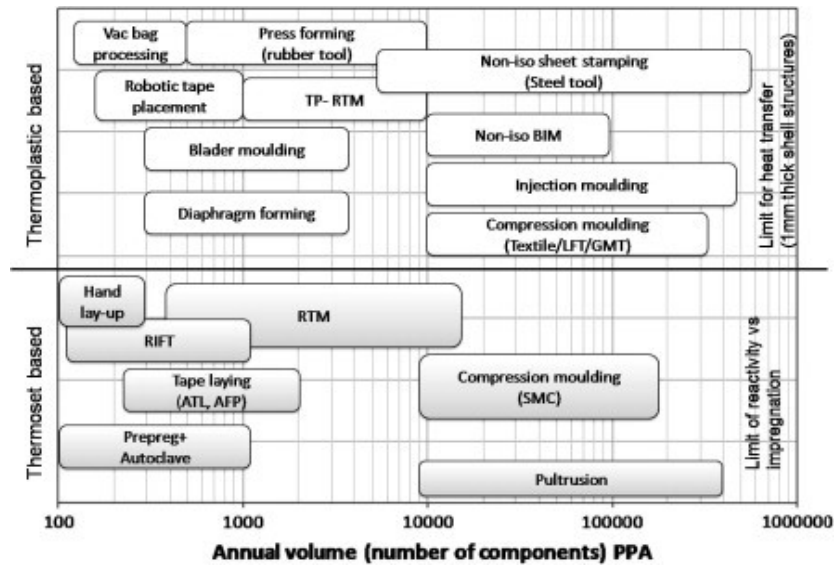 Vac bag
processing
Press forming
(rubber tool)
Non-iso sheet stamping
(Steel tool)
Robotic tape
placement
TP- RTM
Blader moulding
Non-iso BIM
Injection moulding
Diaphragm forming
Compression moulding
(Textile/LFT/GMT)
Thermoplastic based
Limit for heat transfer
(1mm thick shell structures)
Hand
lay-up
RTM
RIFT
Tape laying
(ATL, AFP)
Compression moulding
(SMC)
Prepreg+
Autoclave
Pultrusion
Thermoset based
Limit of reactivity vs
impregnation
100
1000
10000
100000
1000000
Annual volume (number of components) PPA